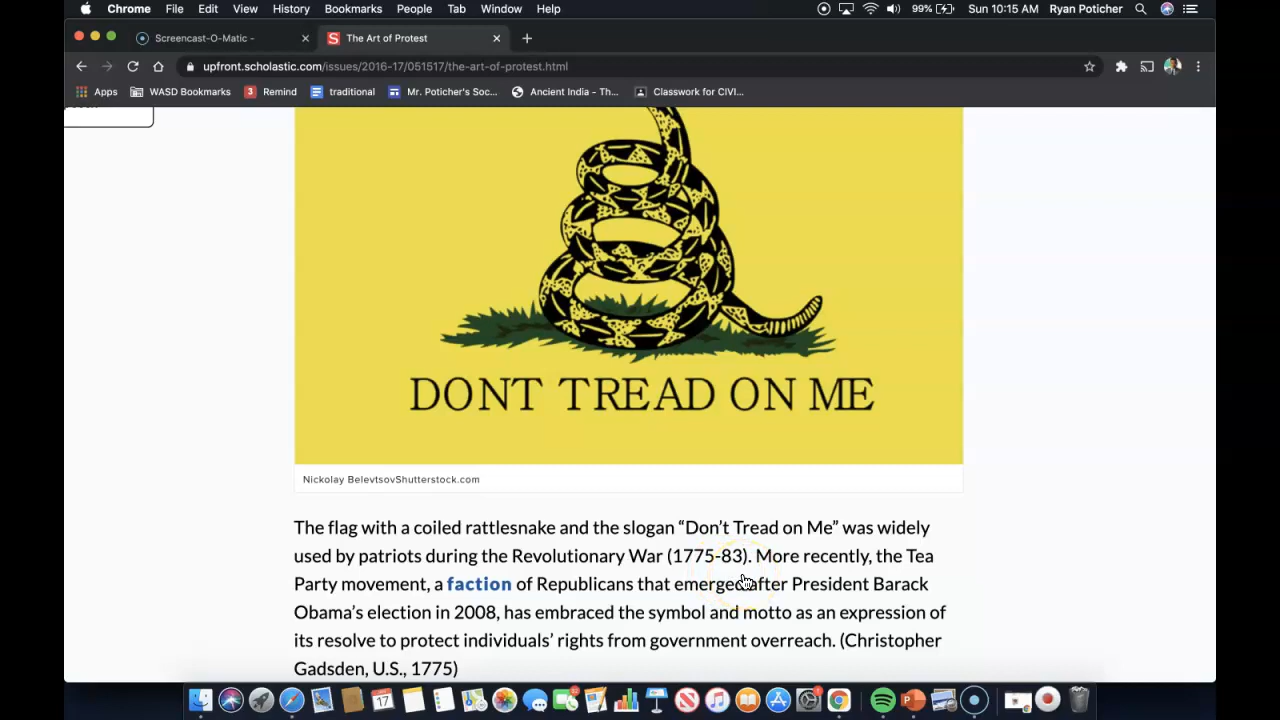 Chrome File Edit View History Bookmarks People Tab Window Help 99% Sun 10:15 AM Ryan Poticher
Screencast-O-Matic - The Art of Protest
upfront.scholastic.com/issues/2016-17/051517/the-art-of-protest.html
Apps WASD Bookmarks Remind traditional Mr. Poticher's Soc... Ancient India - Th... Classwork for CIVI...
DONT TREAD ON ME
Nickolay BelevtsovShutterstock.com
The flag with a coiled rattlesnake and the slogan “Don’t Tread on Me” was widely
used by patriots during the Revolutionary War (1775-83). More recently, the Tea
Party movement, a faction of Republicans that emerged after President Barack
Obama’s election in 2008, has embraced the symbol and motto as an expression of
its resolve to protect individuals’ rights from government overreach. (Christopher
Gadsden, U.S., 1775)
17